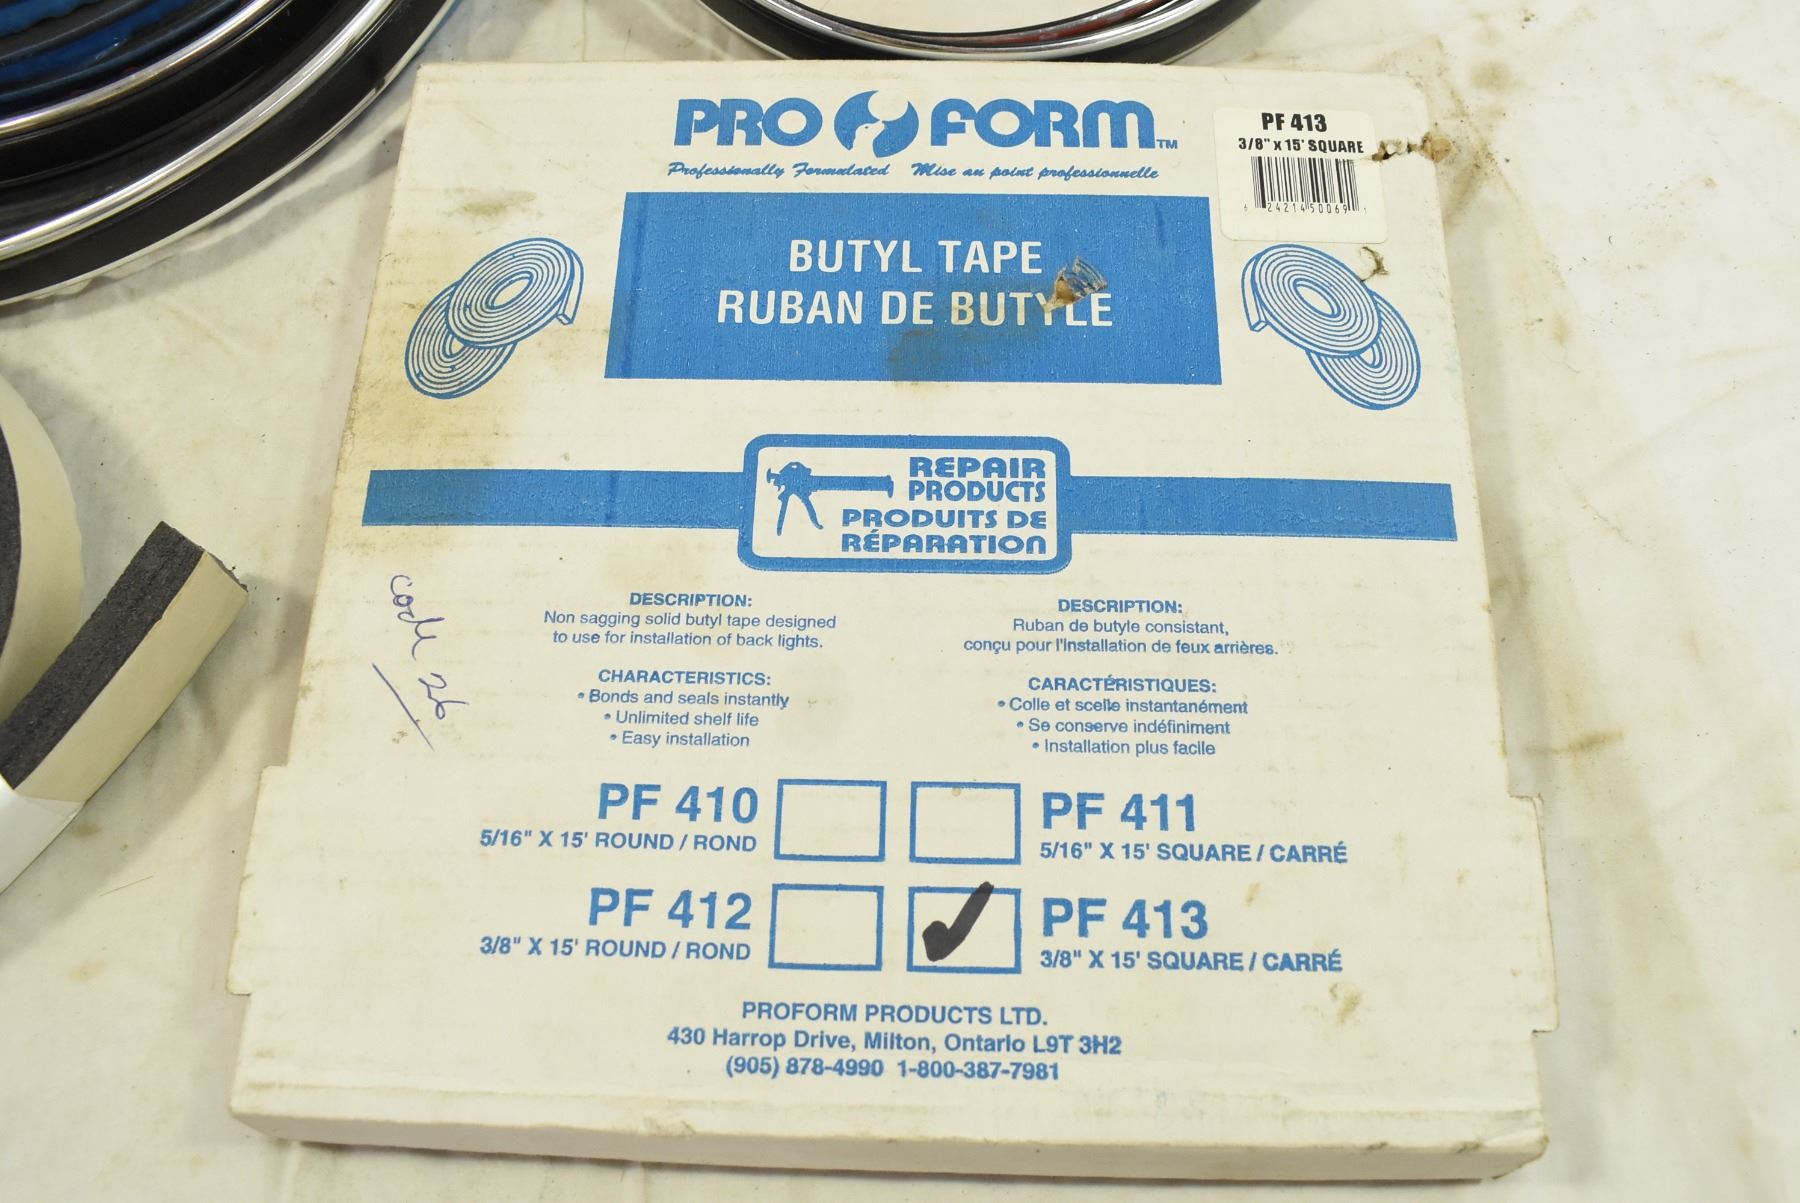 PRO FORM™
Professionally Formulated Mise au point professionnelle
PF 413
3/8" x 15' SQUARE
6 24214 50069 1
BUTYL TAPE
RUBAN DE BUTYLE
REPAIR
PRODUCTS
PRODUITS DE
RÉPARATION
code 26
DESCRIPTION:
Non sagging solid butyl tape designed
to use for installation of back lights.
CHARACTERISTICS:
• Bonds and seals instantly
• Unlimited shelf life
• Easy installation
DESCRIPTION:
Ruban de butyle consistant,
conçu pour l'installation de feux arrières.
CARACTÉRISTIQUES:
• Colle et scelle instantanément
• Se conserve indéfiniment
• Installation plus facile
PF 410
5/16" X 15' ROUND / ROND
PF 411
5/16" X 15' SQUARE / CARRÉ
PF 412
3/8" X 15' ROUND / ROND
PF 413
3/8" X 15' SQUARE / CARRÉ
PROFORM PRODUCTS LTD.
430 Harrop Drive, Milton, Ontario L9T 3H2
(905) 878-4990 1-800-387-7981